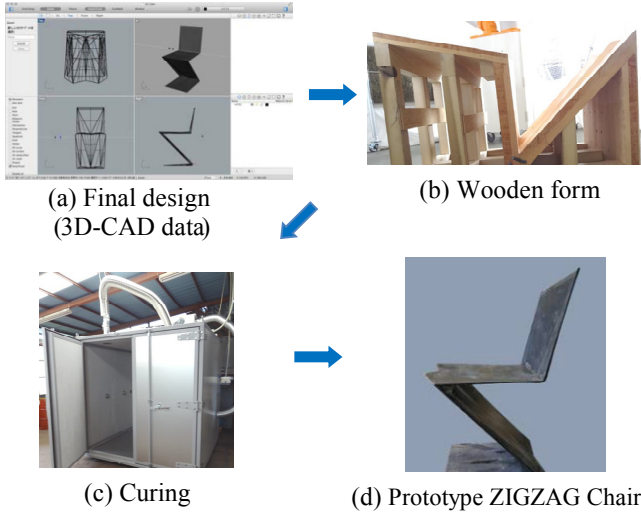 (a) Final design
(3D-CAD data)
(b) Wooden form
(c) Curing
(d) Prototype ZIGZAG Chair